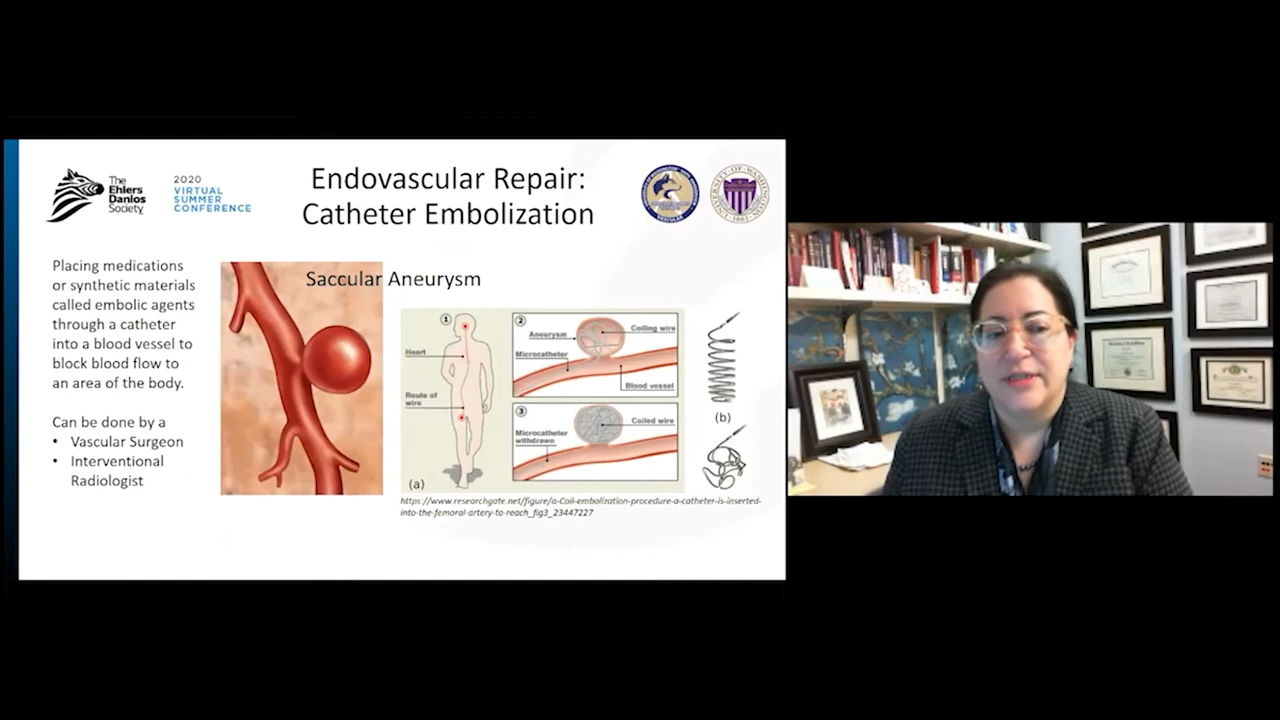 The
Ehlers
Danlos
Society
2020
VIRTUAL
SUMMER
CONFERENCE
Endovascular Repair:
Catheter Embolization
Placing medications
or synthetic materials
called embolic agents
through a catheter
into a blood vessel to
block blood flow to
an area of the body.
Can be done by a
• Vascular Surgeon
• Interventional
Radiologist
Saccular Aneurysm
1
Heart
Route of
wire
(a)
2
Aneurysm
Coiling wire
Microcatheter
Blood vessel
3
Coiled wire
Microcatheter
withdrawn
(b)
https://www.researchgate.net/figure/a-Coil-embolization-procedure-a-catheter-is-inserted-
into-the-femoral-artery-to-reach_fig3_23447227